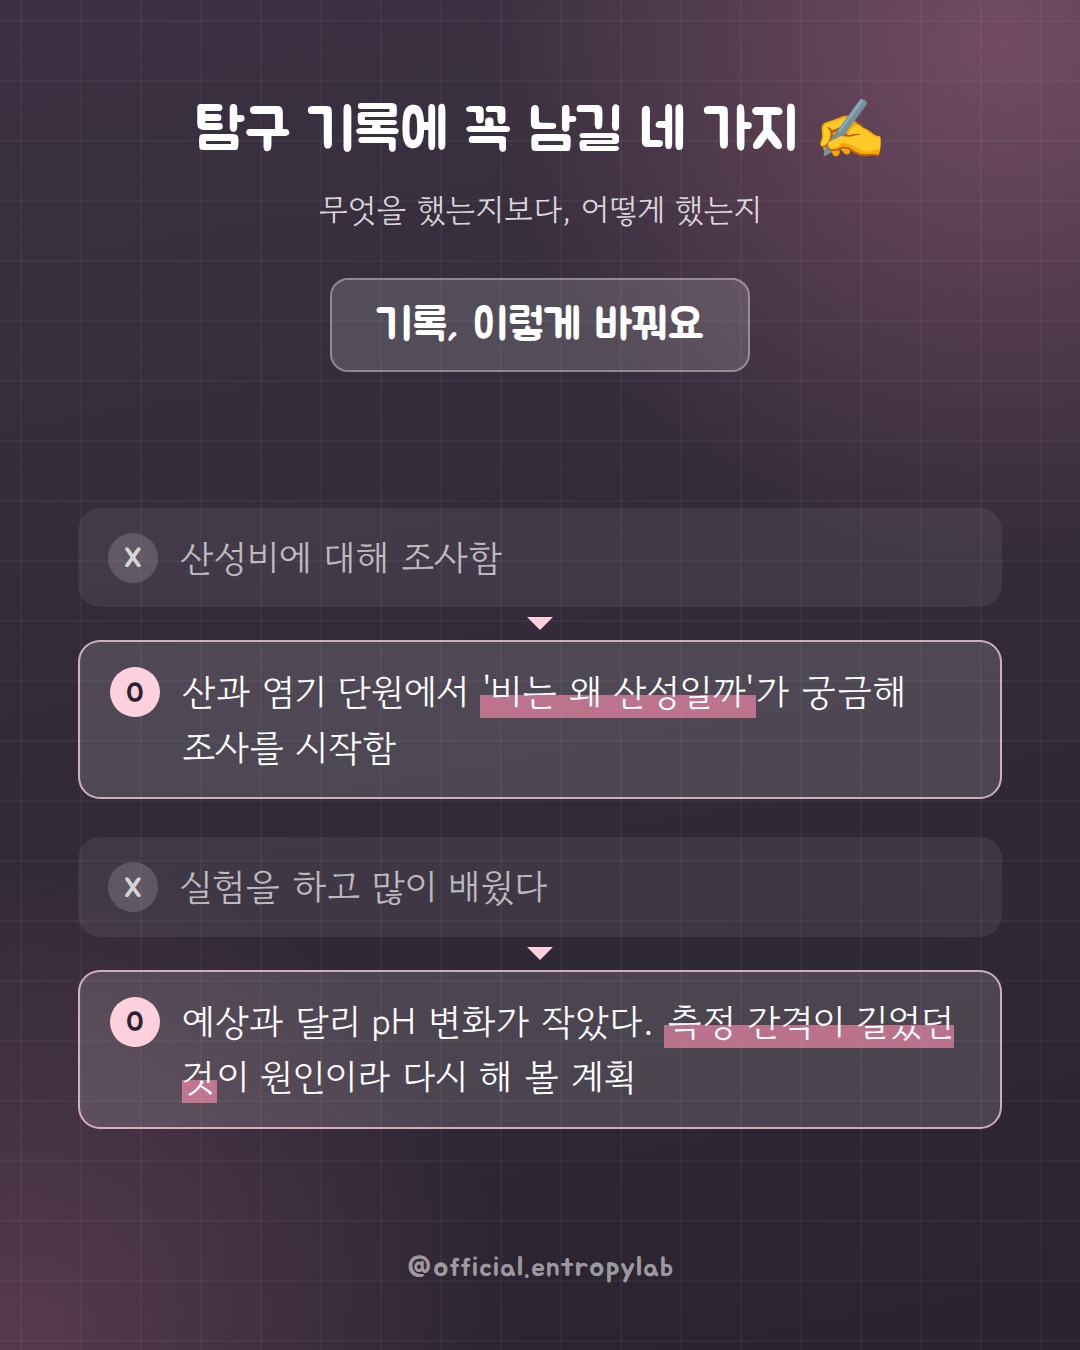 탐구 기록에 꼭 남길 네 가지 ✍️
무엇을 했는지보다, 어떻게 했는지
기록, 이렇게 바꿔요
X 산성비에 대해 조사함
O 산과 염기 단원에서 '비는 왜 산성일까'가 궁금해
조사를 시작함
X 실험을 하고 많이 배웠다
O 예상과 달리 pH 변화가 작았다. 측정 간격이 길었던
것이 원인이라 다시 해 볼 계획
@official.entropylab